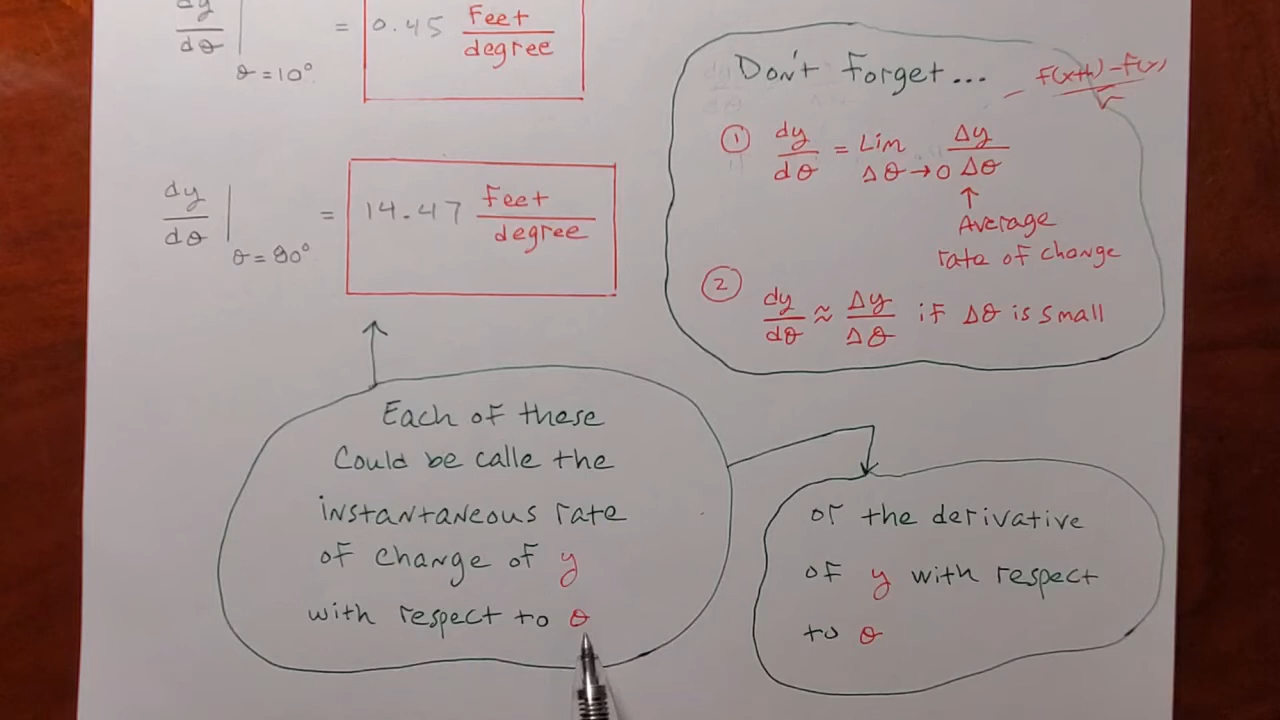 dy/dθ | θ=10° = 0.45 Feet/degree
dy/dθ | θ=80° = 14.47 Feet/degree
Don't Forget... f(x+h)-f(x)
① dy/dθ = Lim Δθ→0 Δy/Δθ
↑
Average
rate of change
② dy/dθ ≈ Δy/Δθ if Δθ is small
Each of these
Could be calle the
instantaneous rate
of change of y
with respect to θ
or the derivative
of y with respect
to θ